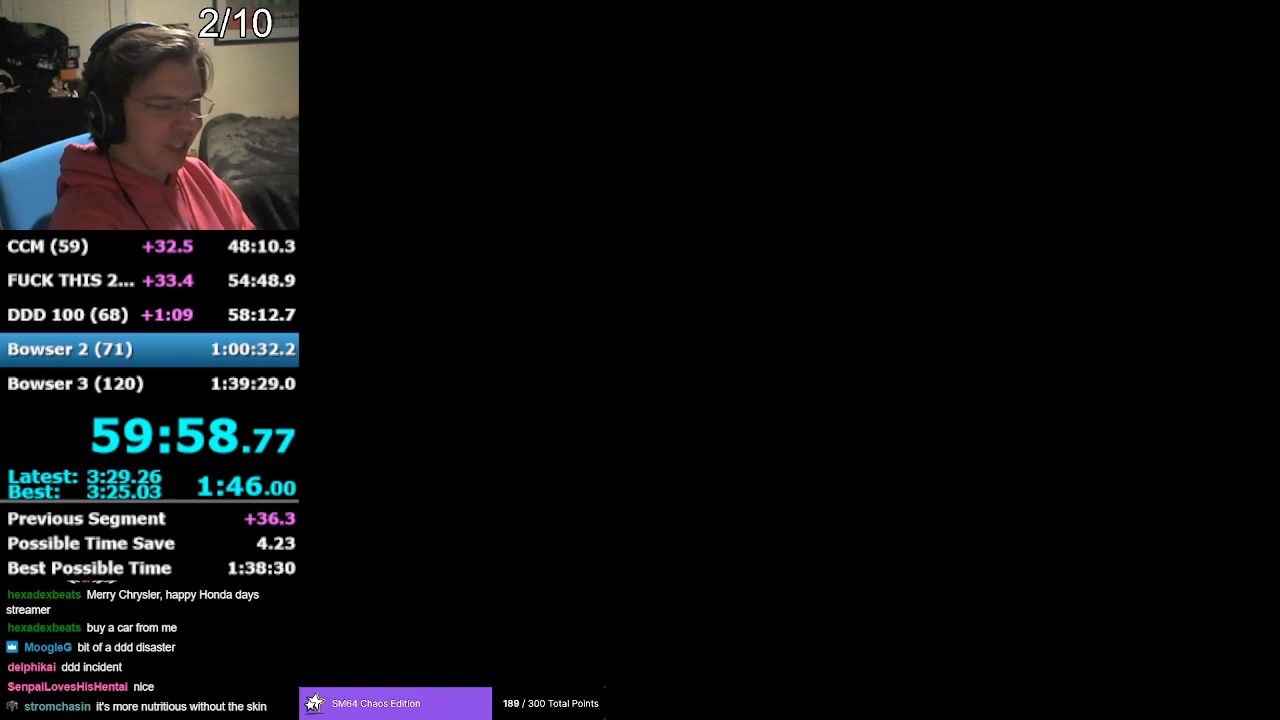 2/10
CCM (59) +32.5 48:10.3
FUCK THIS 2... +33.4 54:48.9
DDD 100 (68) +1:09 58:12.7
Bowser 2 (71) 1:00:32.2
Bowser 3 (120) 1:39:29.0
59:58.77
Latest: 3:29.26
Best: 3:25.03 1:46.00
Previous Segment +36.3
Possible Time Save 4.23
Best Possible Time 1:38:30
hexadexbeats Merry Chrysler, happy Honda days
streamer
hexadexbeats buy a car from me
MoogleG bit of a ddd disaster
delphikai ddd incident
SenpaiLovesHisHentai nice
stromchasin it's more nutritious without the skin
SM64 Chaos Edition 189 / 300 Total Points